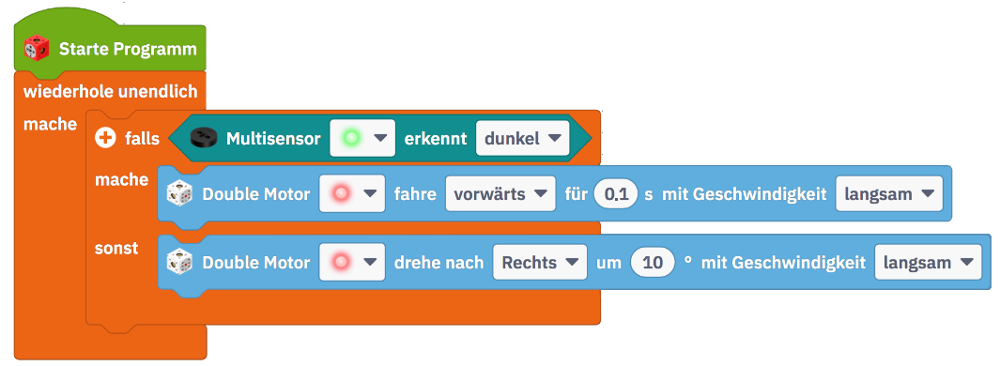 Starte Programm
wiederhole unendlich
mache
falls Multisensor erkennt dunkel
mache Double Motor fahre vorwärts für 0.1 s mit Geschwindigkeit langsam
sonst Double Motor drehe nach Rechts um 10 ° mit Geschwindigkeit langsam